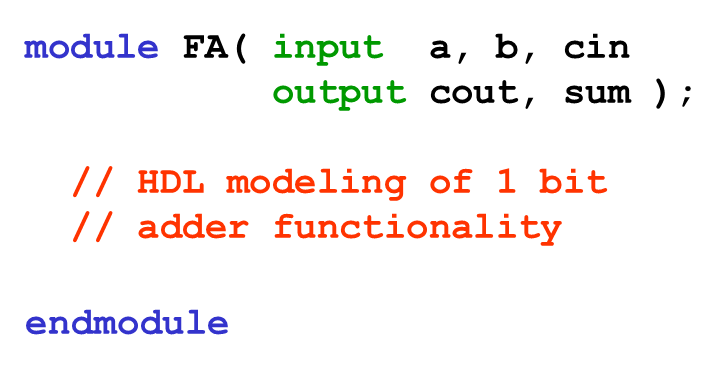 module FA( input a, b, cin
output cout, sum );
// HDL modeling of 1 bit
// adder functionality
endmodule